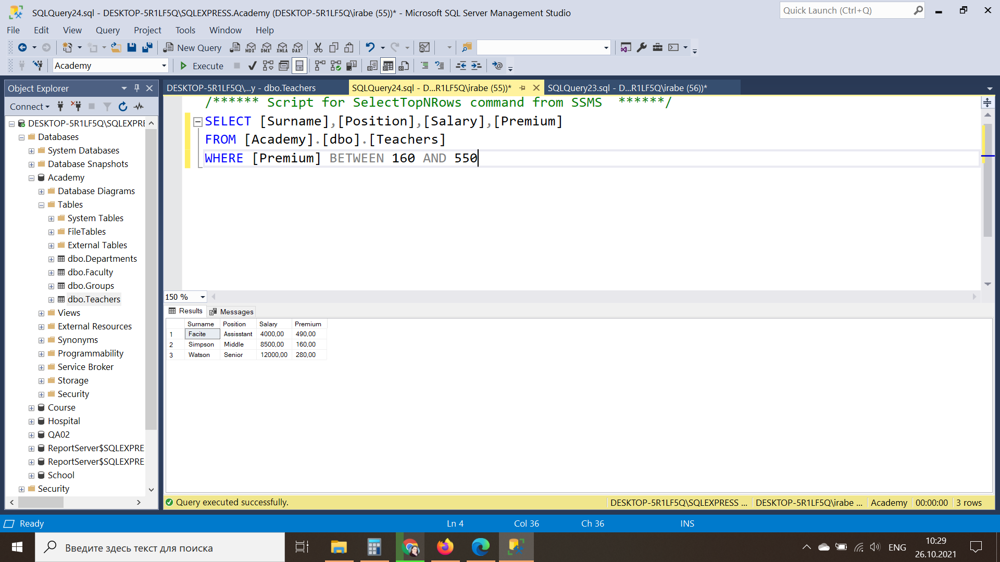 SQLQuery24.sql - DESKTOP-5R1LF5Q\SQLEXPRESS.Academy (DESKTOP-5R1LF5Q\irabe (55))* - Microsoft SQL Server Management Studio
Quick Launch (Ctrl+Q)
File Edit View Query Project Tools Window Help
New Query MDX DMX XMLA DAX
Academy Execute
Object Explorer
DESKTOP-5R1LF5Q\...y - dbo.Teachers SQLQuery24.sql - D...R1LF5Q\irabe (55))* SQLQuery23.sql - D...R1LF5Q\irabe (56))*
Connect
DESKTOP-5R1LF5Q\SQLEXPRE
Databases
System Databases
Database Snapshots
Academy
Database Diagrams
Tables
System Tables
FileTables
External Tables
dbo.Departments
dbo.Faculty
dbo.Groups
dbo.Teachers
Views
External Resources
Synonyms
Programmability
Service Broker
Storage
Security
Course
Hospital
QA02
ReportServer$SQLEXPRE
ReportServer$SQLEXPRE
School
Security
/****** Script for SelectTopNRows command from SSMS  ******/
SELECT [Surname],[Position],[Salary],[Premium]
FROM [Academy].[dbo].[Teachers]
WHERE [Premium] BETWEEN 160 AND 550
150 %
Results Messages
Surname Position Salary Premium
1 Facite Assisstant 4000,00 490,00
2 Simpson Middle 8500,00 160,00
3 Watson Senior 12000,00 280,00
Query executed successfully. DESKTOP-5R1LF5Q\SQLEXPRESS ... DESKTOP-5R1LF5Q\irabe ... Academy 00:00:00 3 rows
Ready Ln 4 Col 36 Ch 36 INS
Введите здесь текст для поиска
ENG
10:29
26.10.2021